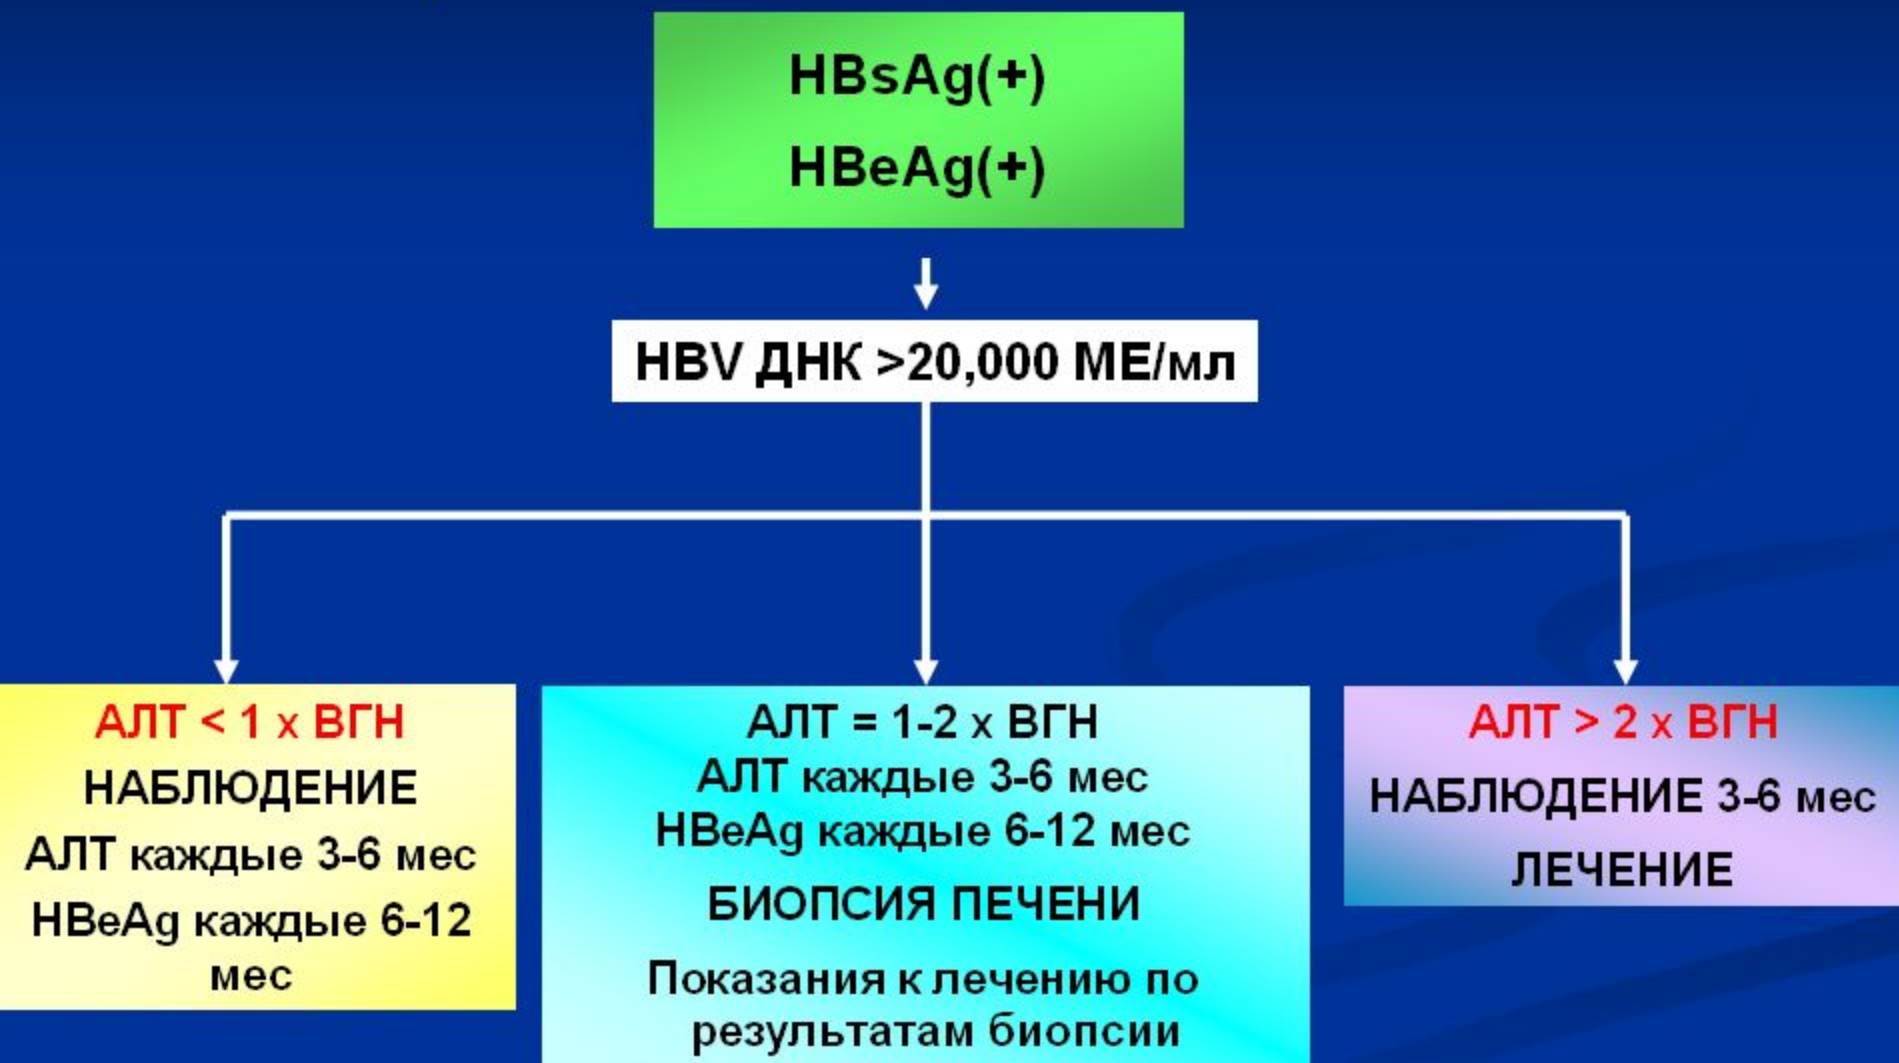 HBsAg(+)
HBeAg(+)
HBV ДНК >20,000 МЕ/мл
АЛТ < 1 x ВГН
НАБЛЮДЕНИЕ
АЛТ каждые 3-6 мес
HBeAg каждые 6-12
мес
АЛТ = 1-2 x ВГН
АЛТ каждые 3-6 мес
HBeAg каждые 6-12 мес
БИОПСИЯ ПЕЧЕНИ
Показания к лечению по
результатам биопсии
АЛТ > 2 x ВГН
НАБЛЮДЕНИЕ 3-6 мес
ЛЕЧЕНИЕ